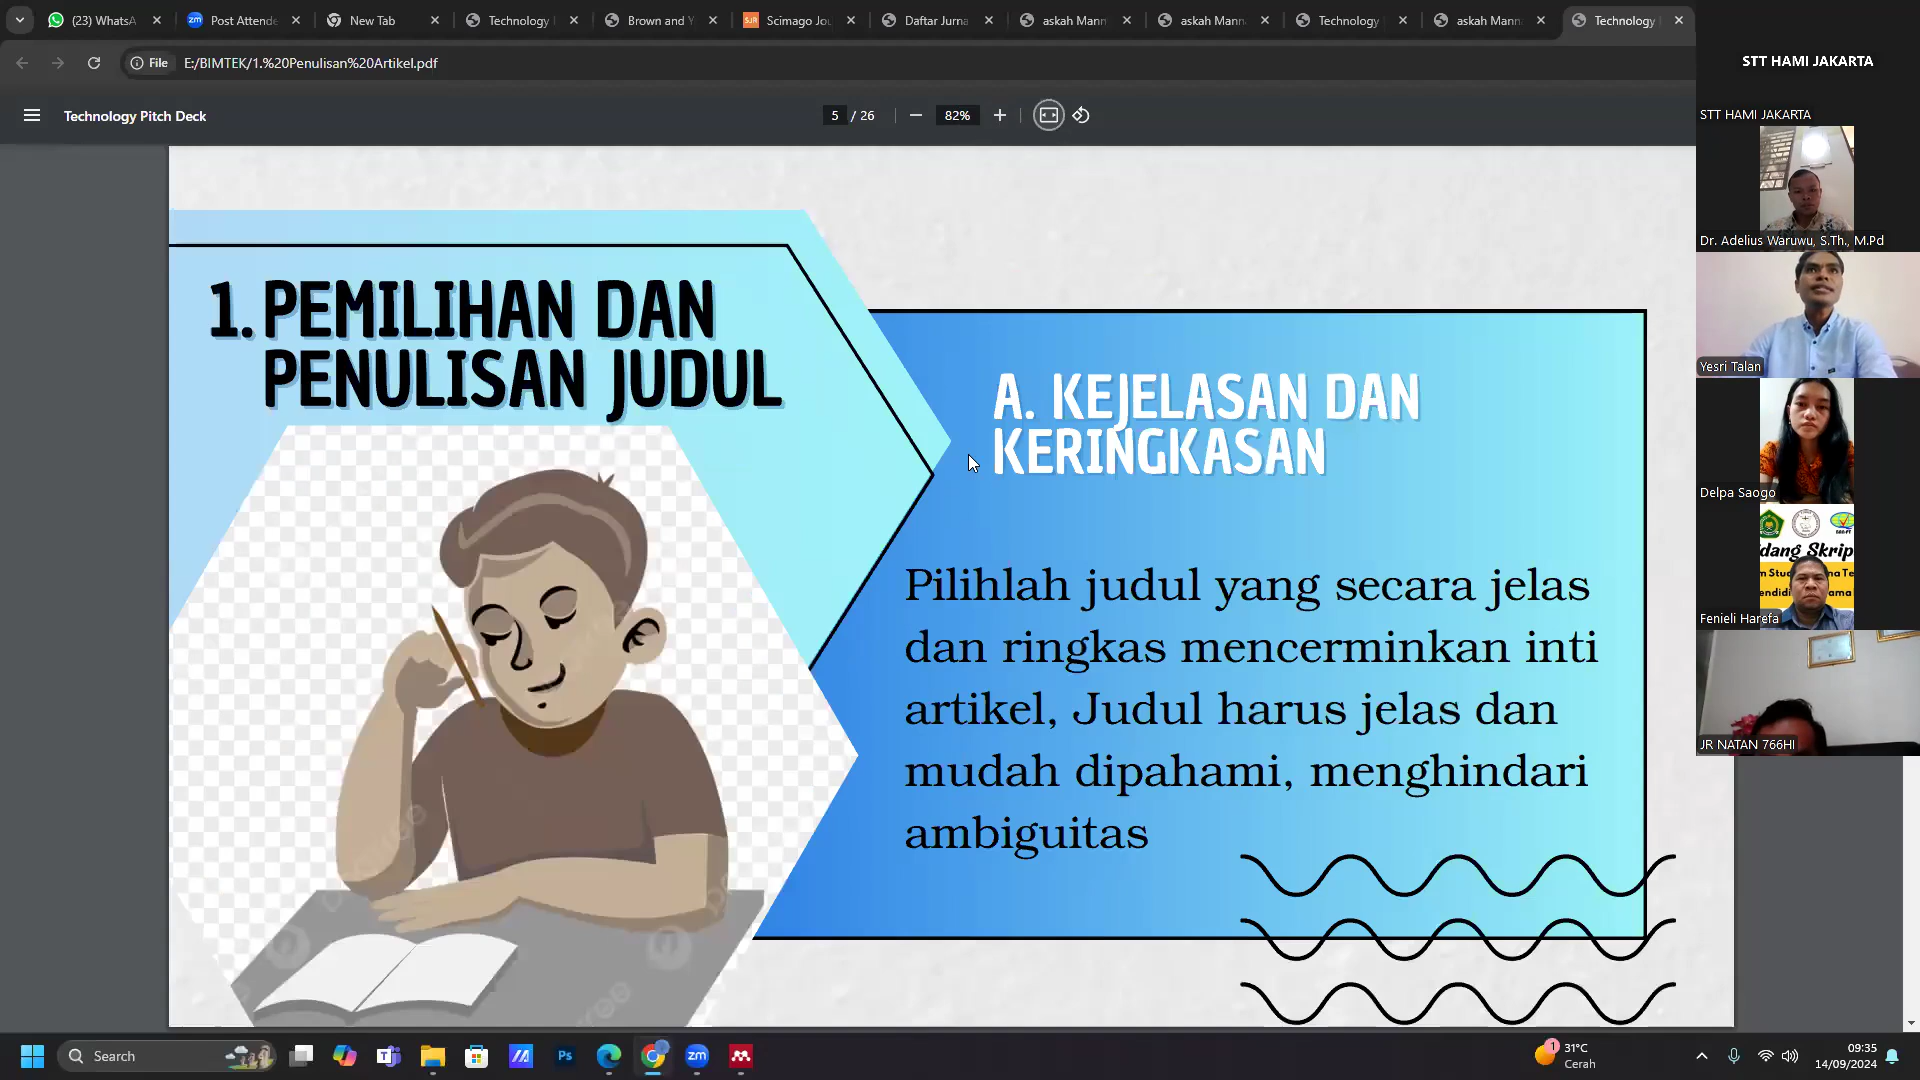 (23) WhatsA
Post Attende
New Tab
Technology
Brown and Y
Scimago Jou
Daftar Jurna
askah Mann
askah Mann
Technology
askah Mann
Technology
File
E:/BIMTEK/1.%20Penulisan%20Artikel.pdf
Technology Pitch Deck
5 / 26
82%
1. PEMILIHAN DAN
PENULISAN JUDUL
A. KEJELASAN DAN
KERINGKASAN
Pilihlah judul yang secara jelas
dan ringkas mencerminkan inti
artikel, Judul harus jelas dan
mudah dipahami, menghindari
ambiguitas
STT HAMI JAKARTA
STT HAMI JAKARTA
Dr. Adelius Waruwu, S.Th., M.Pd
Yesri Talan
Delpa Saogo
idang Skrip
Fenieli Harefa
JR NATAN 766HI
Search
31°C
Cerah
09:35
14/09/2024